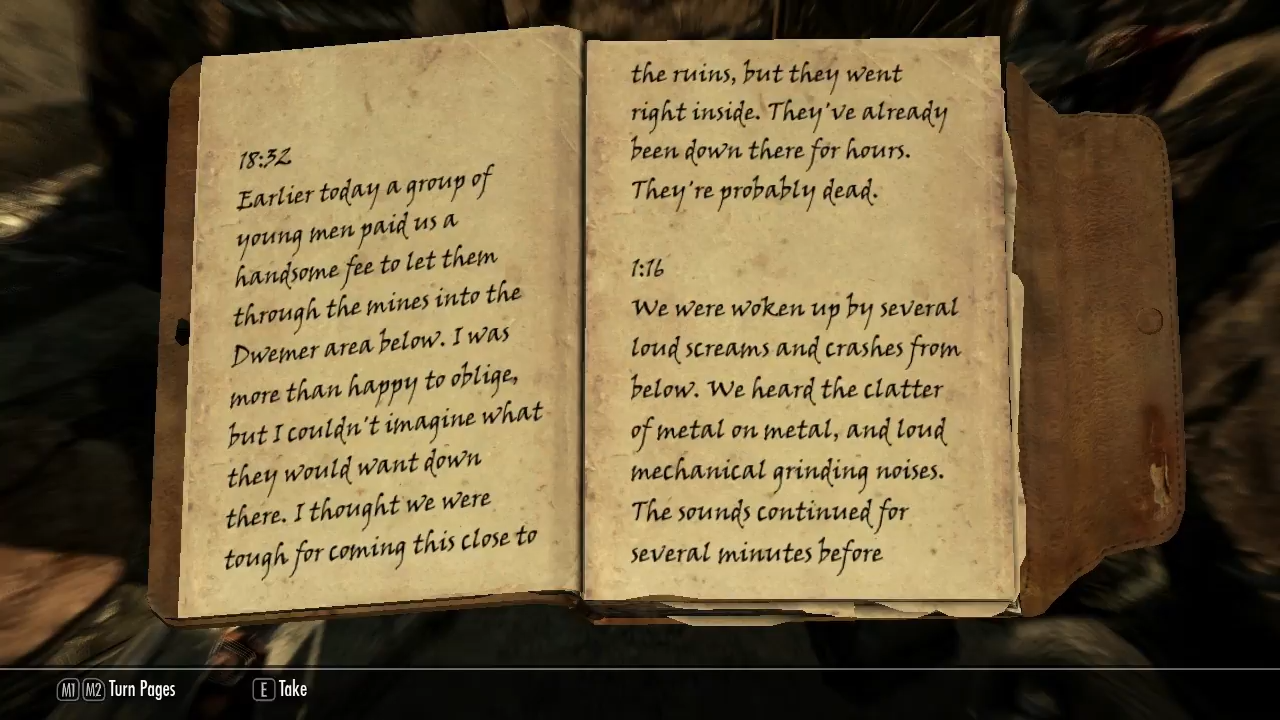 18:32
Earlier today a group of
young men paid us a
handsome fee to let them
through the mines into the
Dwemer area below. I was
more than happy to oblige,
but I couldn't imagine what
they would want down
there. I thought we were
tough for coming this close to
the ruins, but they went
right inside. They've already
been down there for hours.
They're probably dead.
1:16
We were woken up by several
loud screams and crashes from
below. We heard the clatter
of metal on metal, and loud
mechanical grinding noises.
The sounds continued for
several minutes before
M1 M2 Turn Pages E Take